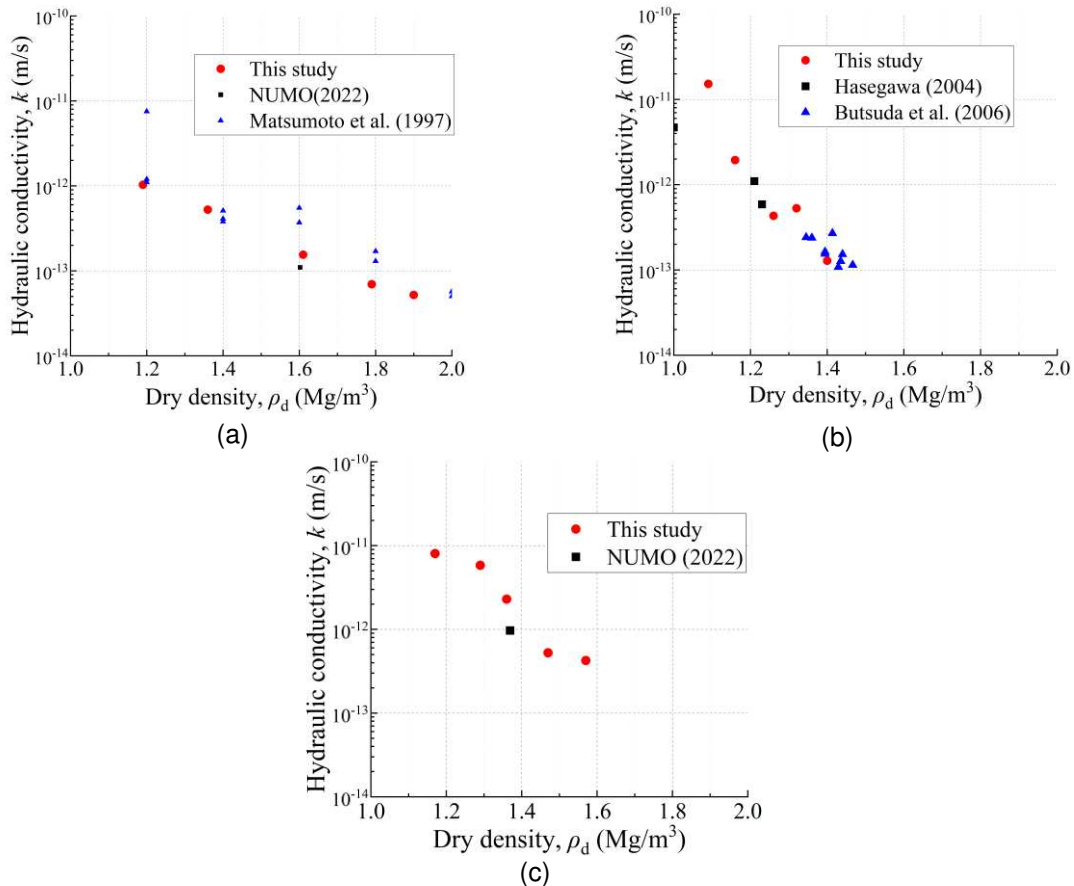 10⁻¹⁰
10⁻¹¹
10⁻¹²
10⁻¹³
10⁻¹⁴
Hydraulic conductivity, k (m/s)
This study
NUMO(2022)
Matsumoto et al. (1997)
1.0 1.2 1.4 1.6 1.8 2.0
Dry density, ρd (Mg/m³)
(a)
10⁻¹⁰
10⁻¹¹
10⁻¹²
10⁻¹³
10⁻¹⁴
Hydraulic conductivity, k (m/s)
This study
Hasegawa (2004)
Butsuda et al. (2006)
1.0 1.2 1.4 1.6 1.8 2.0
Dry density, ρd (Mg/m³)
(b)
10⁻¹⁰
10⁻¹¹
10⁻¹²
10⁻¹³
10⁻¹⁴
Hydraulic conductivity, k (m/s)
This study
NUMO (2022)
1.0 1.2 1.4 1.6 1.8 2.0
Dry density, ρd (Mg/m³)
(c)